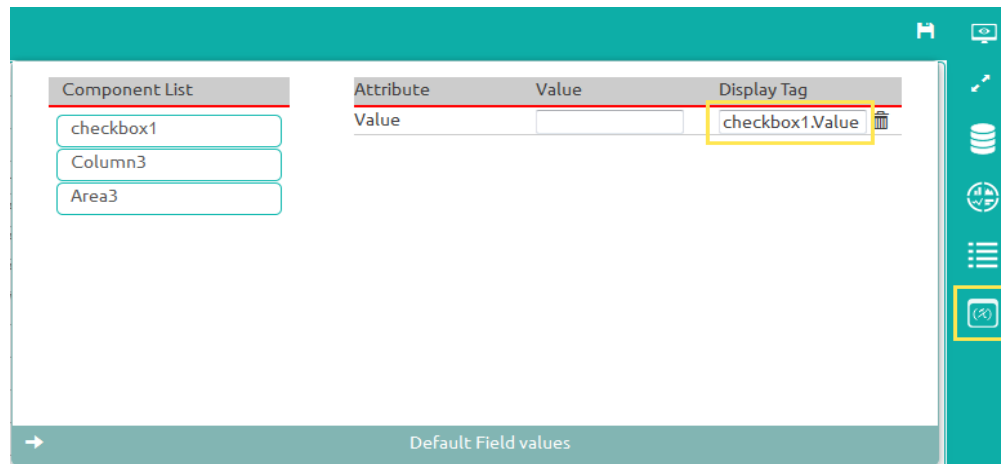 Component List
checkbox1
Column3
Area3
Attribute Value Display Tag
Value checkbox1.Value
(x)
Default Field values